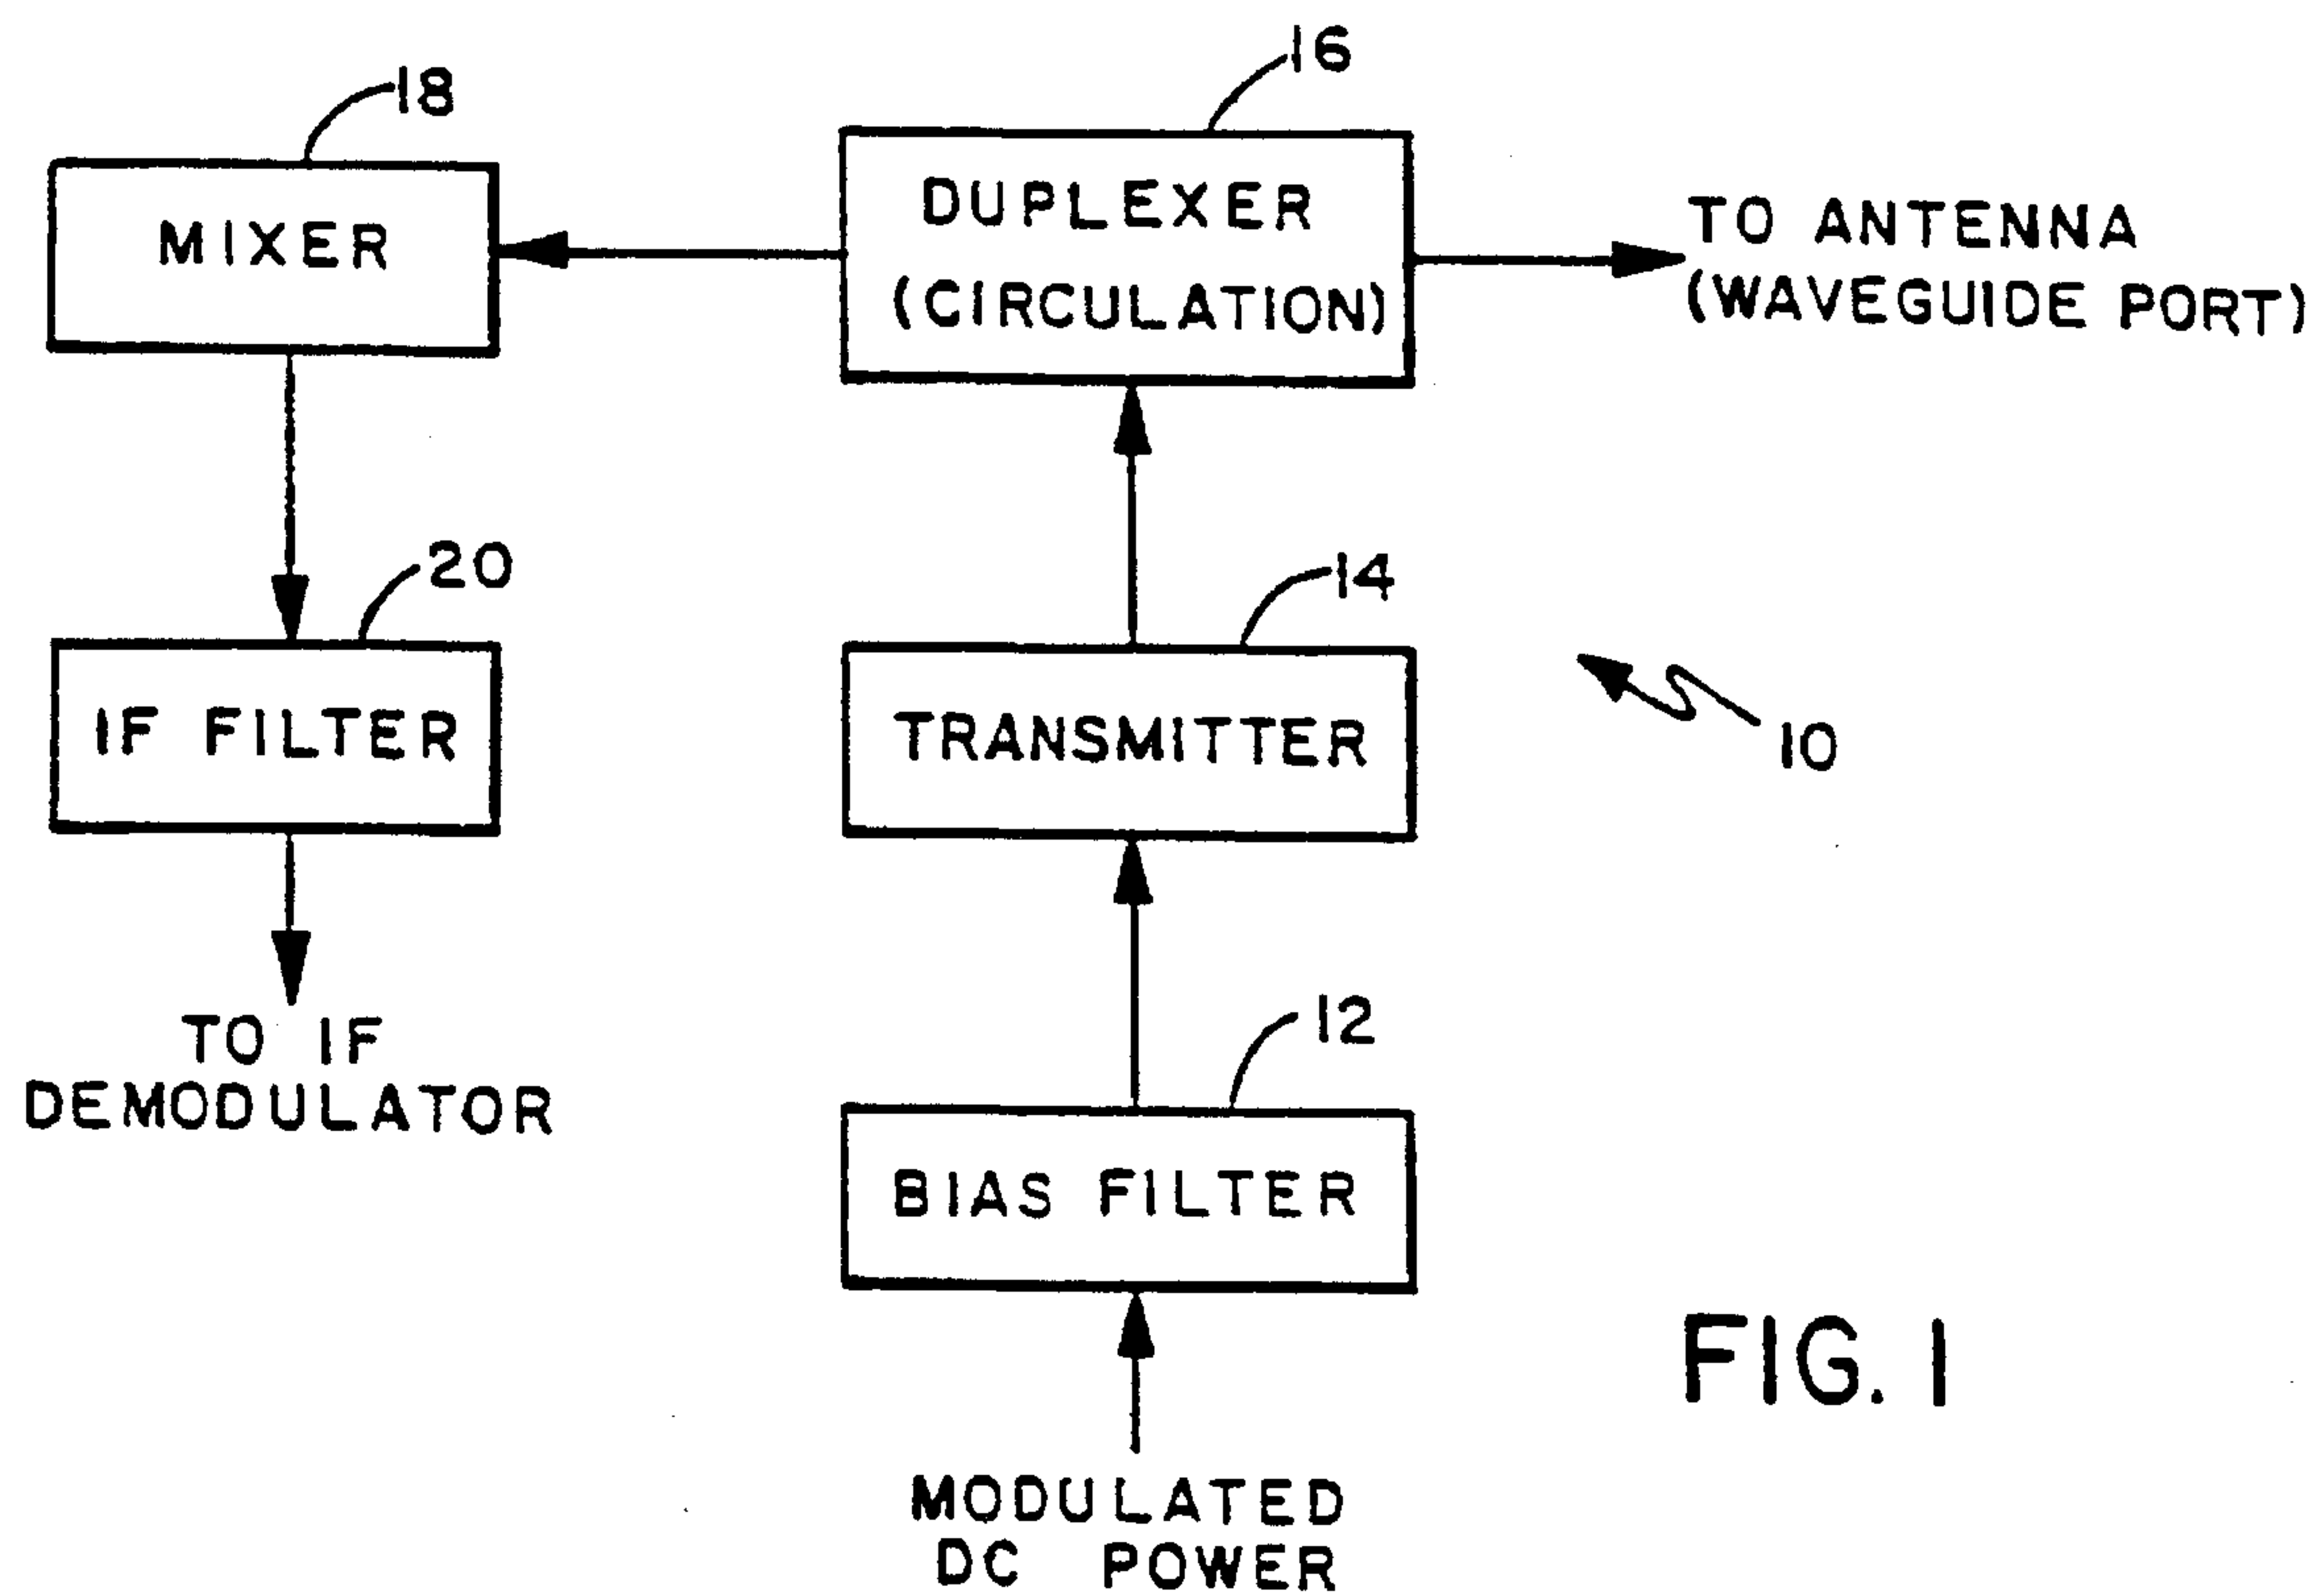 16
18
DUPLEXER
(CIRCULATION)
MIXER
TO ANTENNA
(WAVEGUIDE PORT)
20
14
IF FILTER
TRANSMITTER
10
TO IF
DEMODULATOR
12
BIAS FILTER
FIG. 1
MODULATED
DC POWER